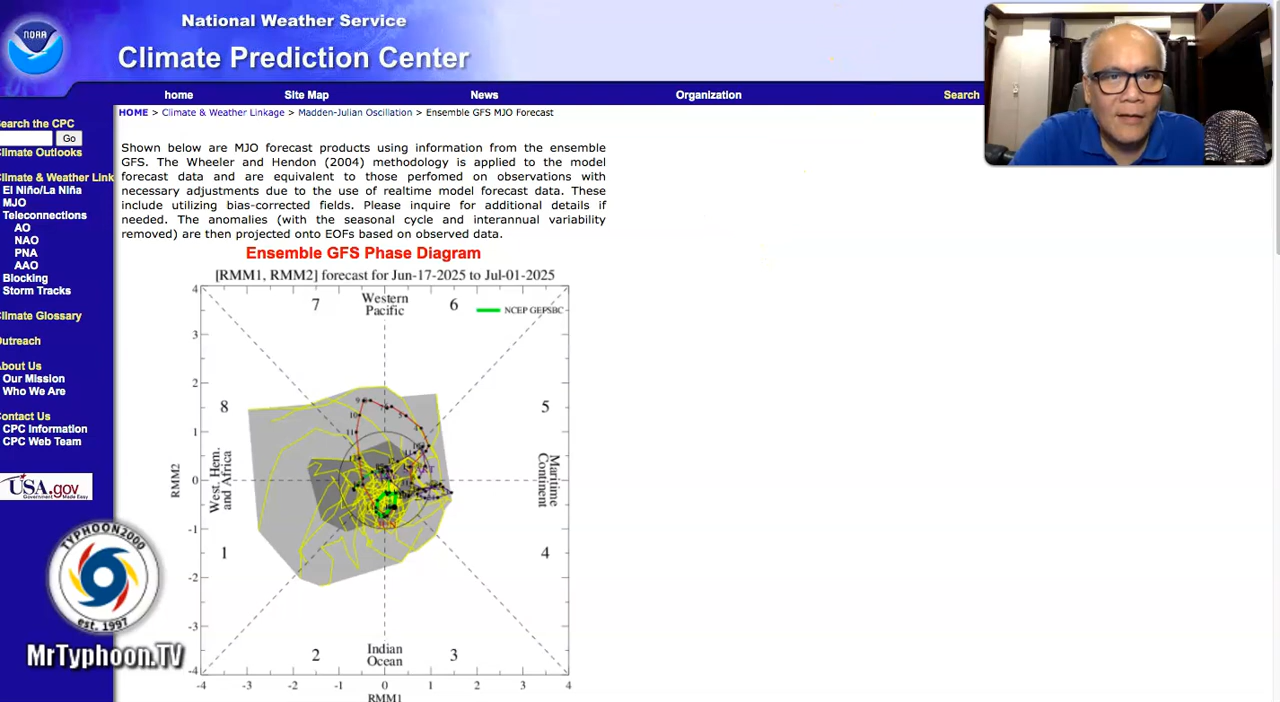 NOAA
National Weather Service
Climate Prediction Center
home
Site Map
News
Organization
Search
HOME > Climate & Weather Linkage > Madden-Julian Oscillation > Ensemble GFS MJO Forecast
earch the CPC
Go
limate Outlooks
limate & Weather Link
El Niño/La Niña
MJO
Teleconnections
AO
NAO
PNA
AAO
Blocking
Storm Tracks
limate Glossary
utreach
bout Us
Our Mission
Who We Are
ontact Us
CPC Information
CPC Web Team
USA.gov
Government Made Easy
Shown below are MJO forecast products using information from the ensemble
GFS. The Wheeler and Hendon (2004) methodology is applied to the model
forecast data and are equivalent to those perfomed on observations with
necessary adjustments due to the use of realtime model forecast data. These
include utilizing bias-corrected fields. Please inquire for additional details if
needed. The anomalies (with the seasonal cycle and interannual variability
removed) are then projected onto EOFs based on observed data.
Ensemble GFS Phase Diagram
[RMM1, RMM2] forecast for Jun-17-2025 to Jul-01-2025
4
3
2
1
0
-1
-2
-3
-4
RMM2
7
Western
Pacific
6
NCEP GEFSBC
8
5
West. Hem.
and Africa
Maritime
Continent
1
4
2
Indian
Ocean
3
-4 -3 -2 -1 0 1 2 3 4
RMM1
TYPHOON2000
est. 1997
MrTyphoon.TV